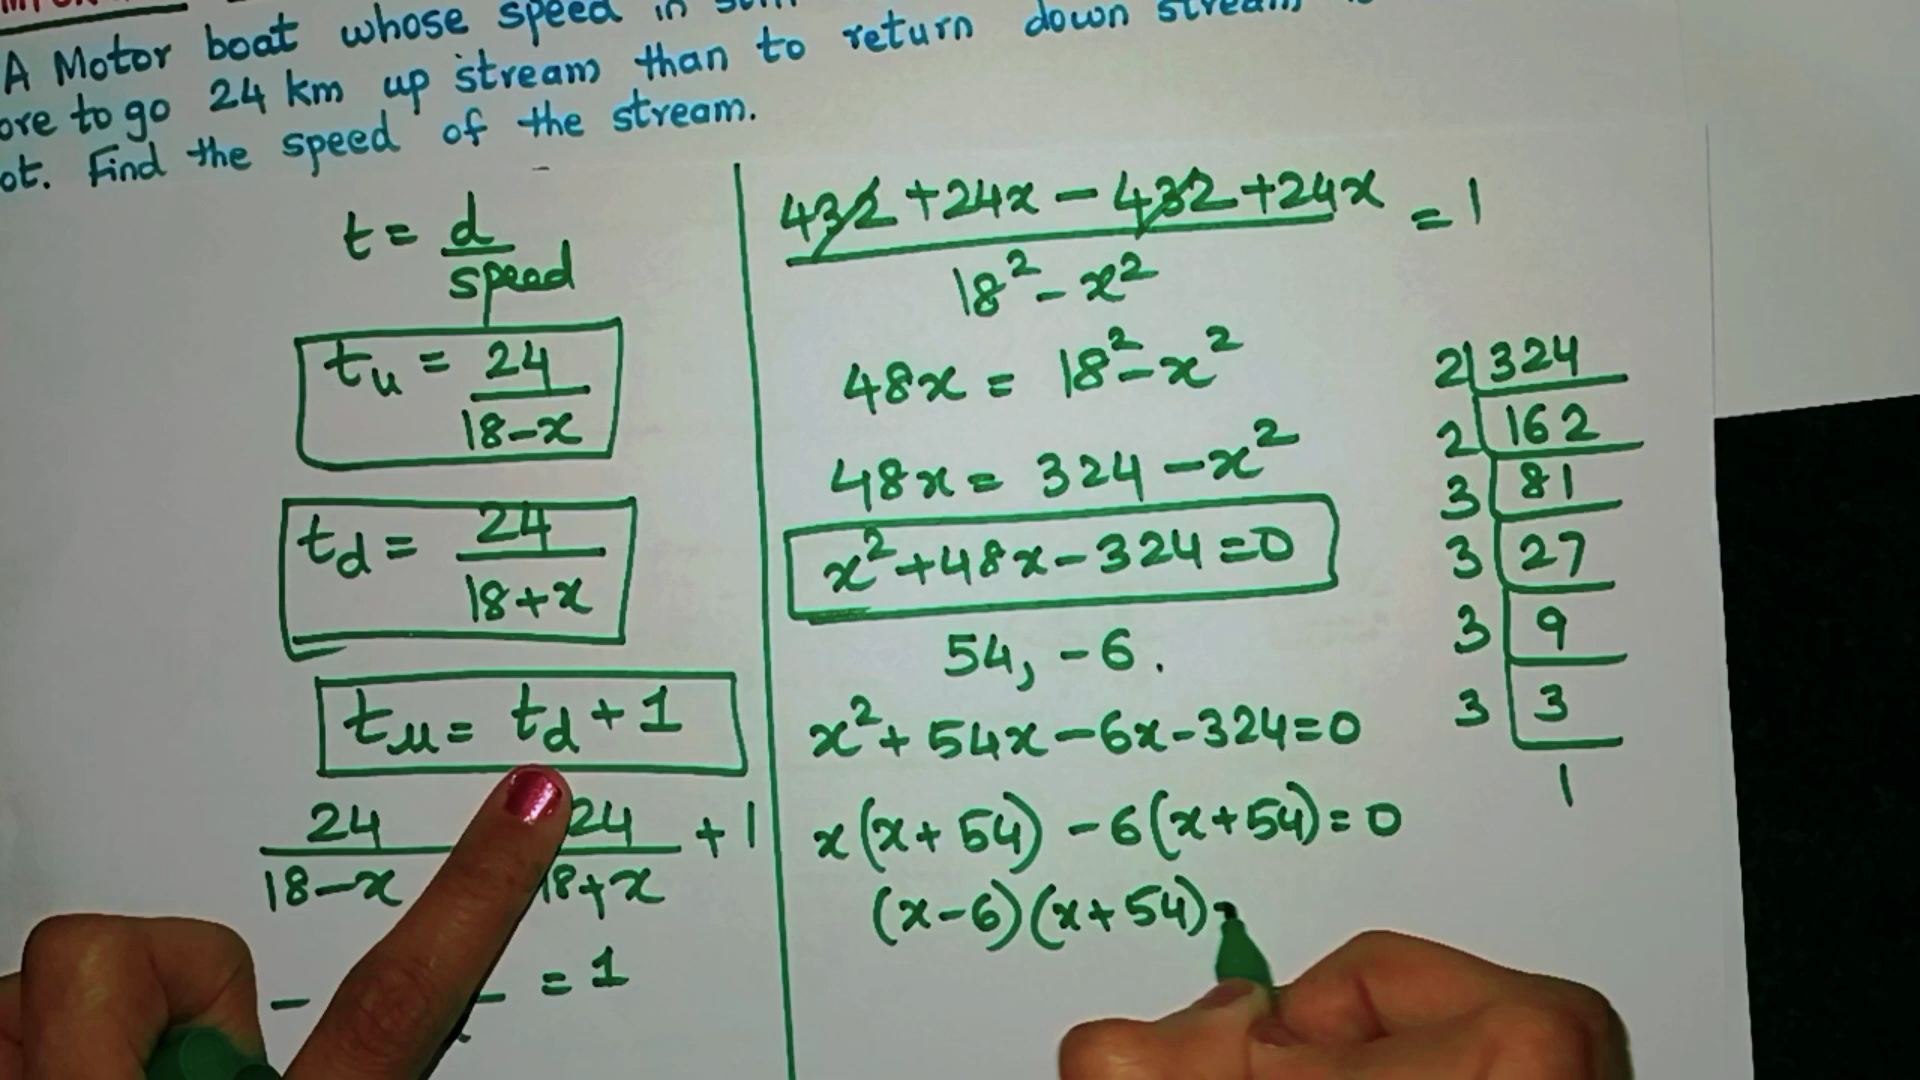 A Motor boat whose speed in
ore to go 24 km up stream than to return down stream
ot. Find the speed of the stream.
t = d/speed
tu = 24/18-x
td = 24/18+x
tu = td + 1
24/18-x 24/18+x + 1
= 1
432 + 24x - 432 + 24x / 18² - x² = 1
48x = 18² - x²
48x = 324 - x²
x² + 48x - 324 = 0
54, -6.
x² + 54x - 6x - 324 = 0
x(x + 54) - 6(x + 54) = 0
(x - 6)(x + 54)
2 324
2 162
3 81
3 27
3 9
3 3
1